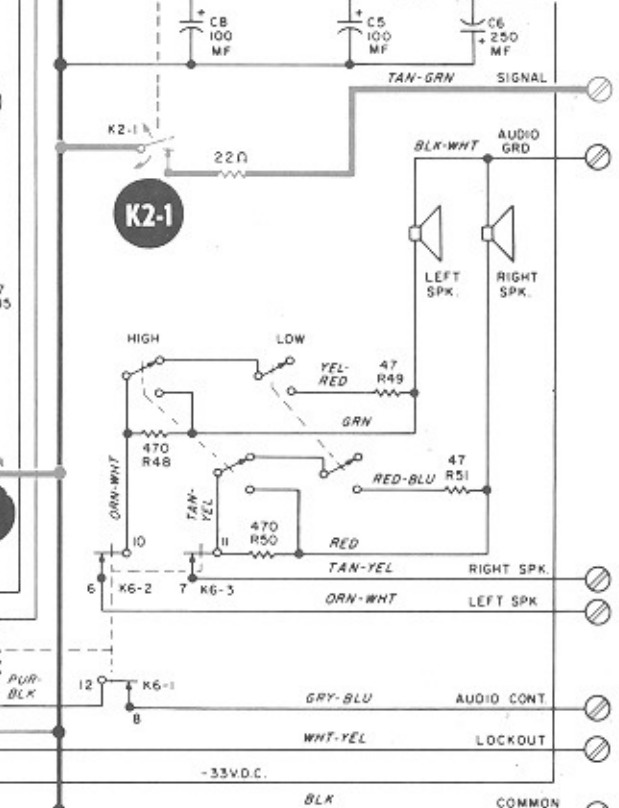 C8
100
MF
C5
100
MF
C6
250
MF
TAN-GRN
SIGNAL
K2-1
22Ω
K2-1
BLK-WHT
AUDIO
GRD
LEFT
SPK.
RIGHT
SPK.
HIGH
LOW
YEL-
RED
47
R49
GRN
470
R48
ORN-WHT
TAN-
YEL
RED-BLU
47
R51
470
R50
RED
10
11
TAN-YEL
RIGHT SPK.
6
K6-2
7
K6-3
ORN-WHT
LEFT SPK
PUR-
BLK
12
K6-1
8
GRY-BLU
AUDIO CONT.
WHT-YEL
LOCKOUT
-33V.D.C.
BLK
COMMON